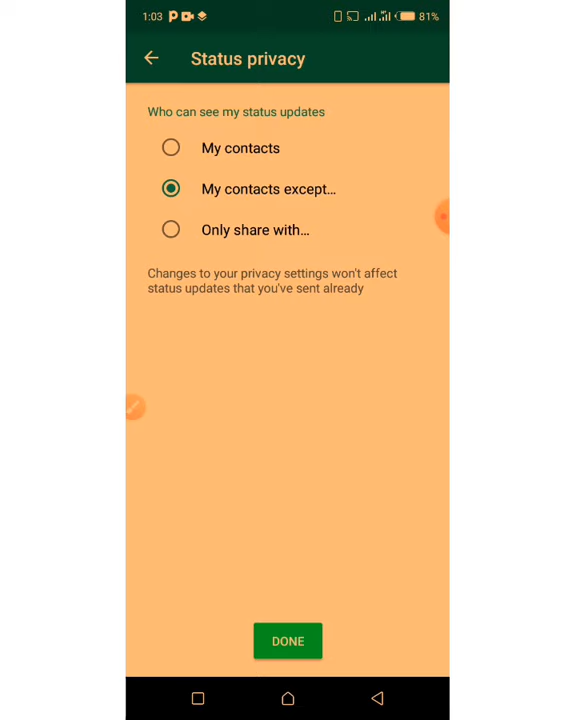 1:03
81%
Status privacy
Who can see my status updates
My contacts
My contacts except...
Only share with...
Changes to your privacy settings won't affect
status updates that you've sent already
DONE